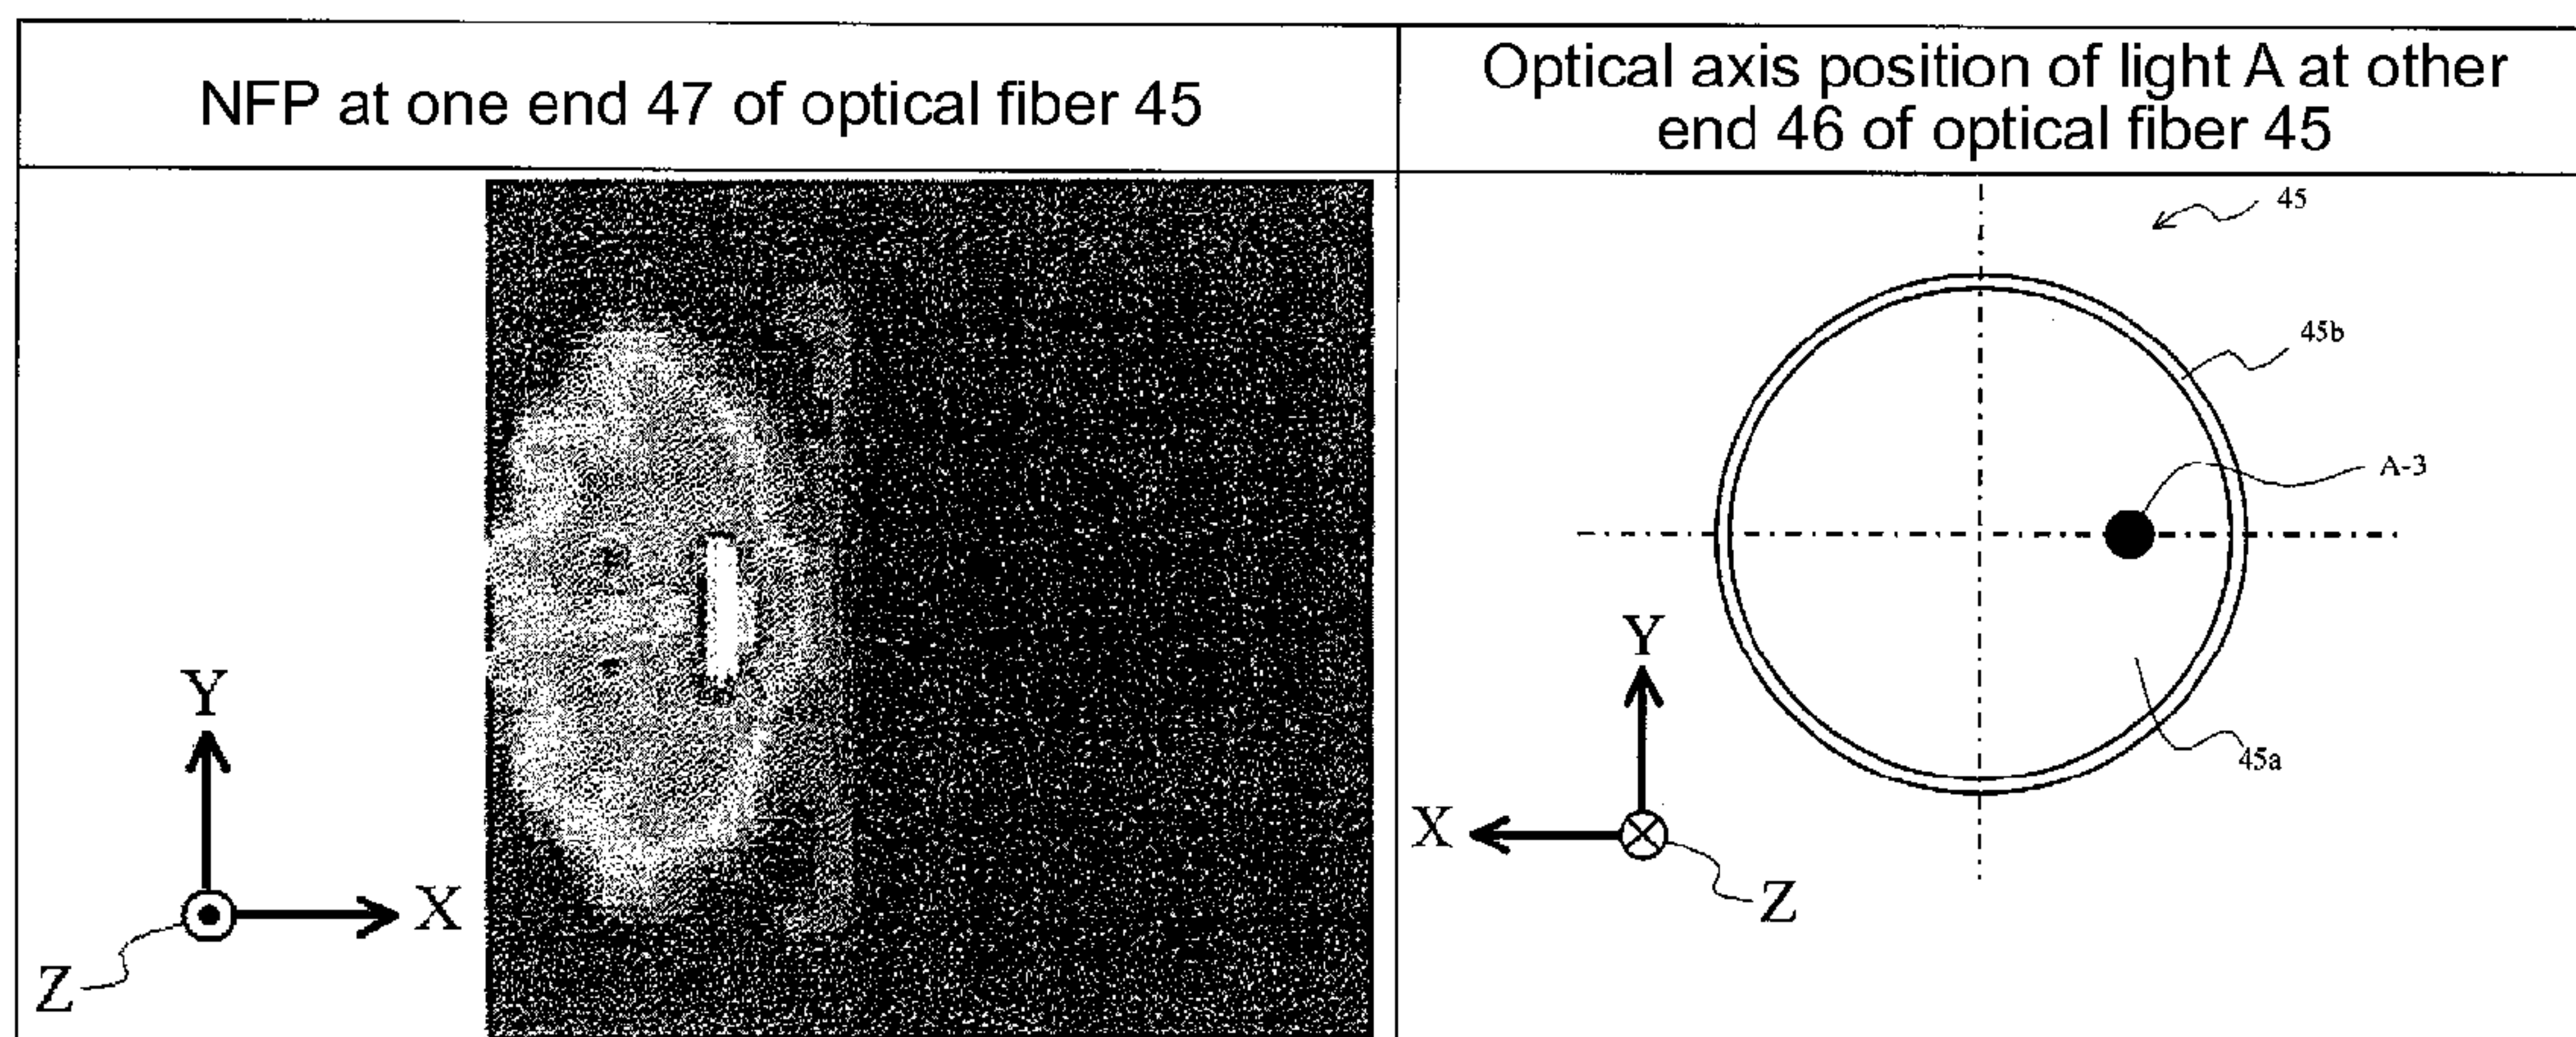 NFP at one end 47 of optical fiber 45
Optical axis position of light A at other
end 46 of optical fiber 45
Y
X
Z
45
45b
A-3
45a
Y
X
Z